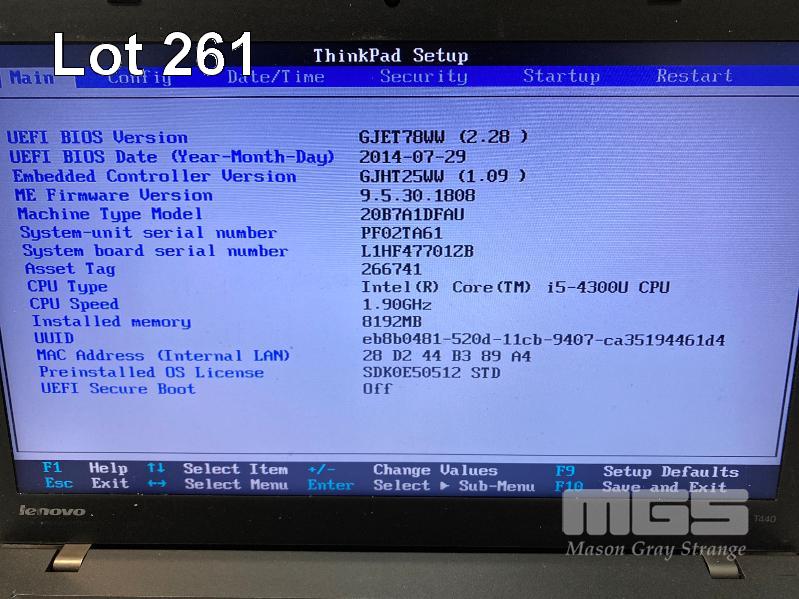 Lot 261
ThinkPad Setup
Main Config Date/Time Security Startup Restart
UEFI BIOS Version GJET78WW (2.28 )
UEFI BIOS Date (Year-Month-Day) 2014-07-29
Embedded Controller Version GJHT25WW (1.09 )
ME Firmware Version 9.5.30.1808
Machine Type Model 20B7A1DFAU
System-unit serial number PF02TA61
System board serial number L1HF47701ZB
Asset Tag 266741
CPU Type Intel(R) Core(TM) i5-4300U CPU
CPU Speed 1.90GHz
Installed memory 8192MB
UUID eb8b0481-520d-11cb-9407-ca35194461d4
MAC Address (Internal LAN) 28 D2 44 B3 89 A4
Preinstalled OS License SDK0E50512 STD
UEFI Secure Boot Off
F1 Help ↑↓ Select Item +/- Change Values F9 Setup Defaults
Esc Exit ↔ Select Menu Enter Select ▶ Sub-Menu F10 Save and Exit
lenovo
T440
MGS
Mason Gray Strange